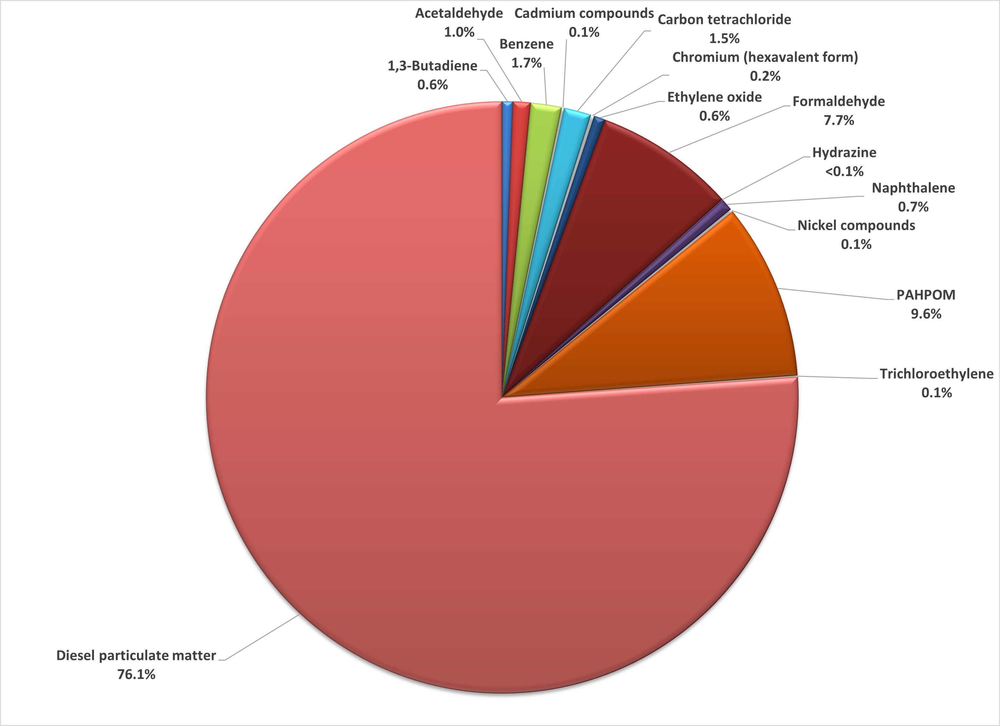 Acetaldehyde
1.0%
Cadmium compounds
0.1%
Carbon tetrachloride
1.5%
Benzene
1.7%
Chromium (hexavalent form)
0.2%
1,3-Butadiene
0.6%
Ethylene oxide
0.6%
Formaldehyde
7.7%
Hydrazine
<0.1%
Naphthalene
0.7%
Nickel compounds
0.1%
PAHPOM
9.6%
Trichloroethylene
0.1%
Diesel particulate matter
76.1%